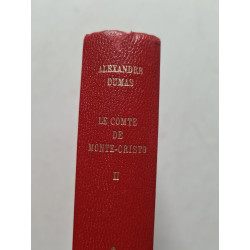 ALEXANDRE
DUMAS
LE COMTE
DE
MONTE-CRISTO
II